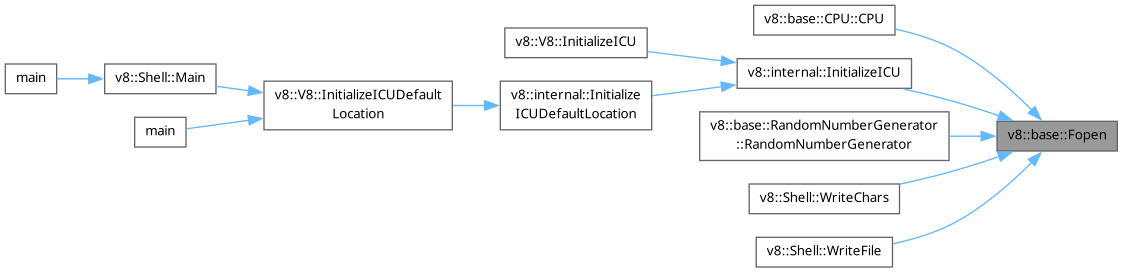 v8::base::CPU::CPU
v8::V8::InitializeICU
v8::internal::InitializeICU
main
v8::Shell::Main
v8::V8::InitializeICUDefault
Location
v8::internal::Initialize
ICUDefaultLocation
main
v8::base::RandomNumberGenerator
::RandomNumberGenerator
v8::base::Fopen
v8::Shell::WriteChars
v8::Shell::WriteFile